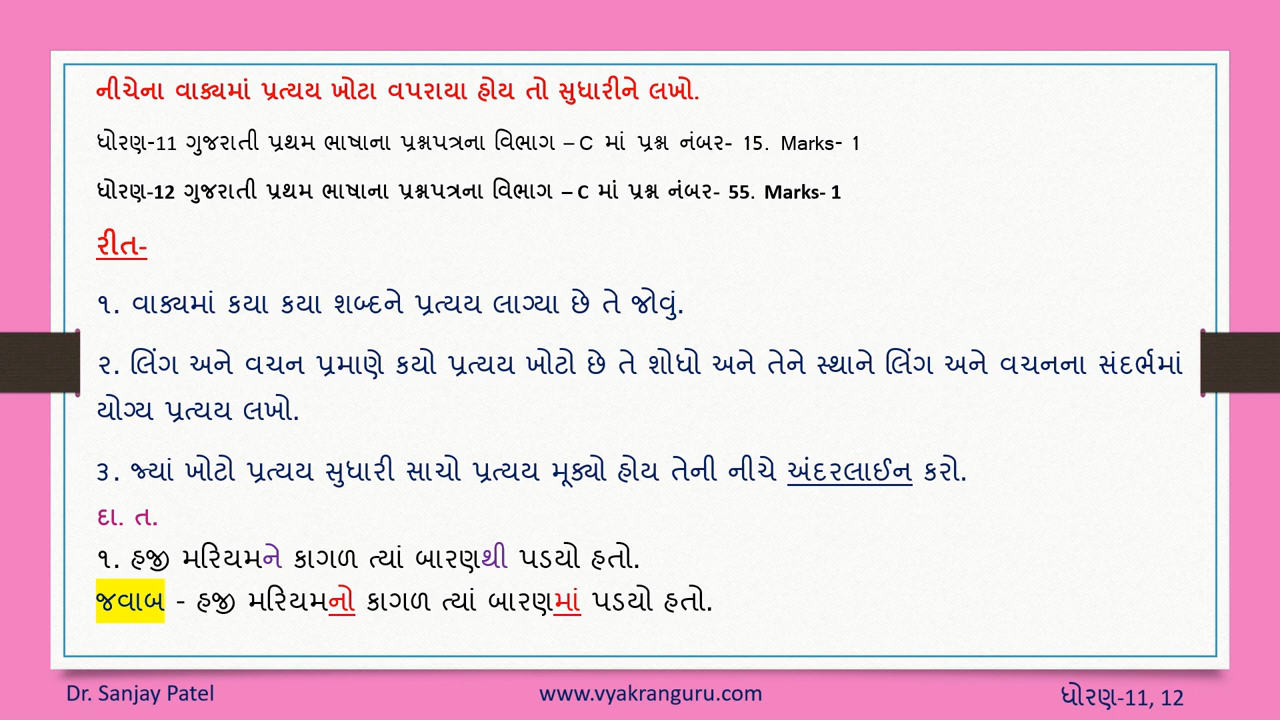 નીચેના વાક્યમાં પ્રત્યય ખોટા વપરાયા હોય તો સુધારીને લખો.
ધોરણ-11 ગુજરાતી પ્રથમ ભાષાના પ્રશ્નપત્રના વિભાગ – C માં પ્રશ્ન નંબર- 15. Marks- 1
ધોરણ-12 ગુજરાતી પ્રથમ ભાષાના પ્રશ્નપત્રના વિભાગ – C માં પ્રશ્ન નંબર- 55. Marks- 1
રીત-
૧. વાક્યમાં કયા કયા શબ્દને પ્રત્યય લાગ્યા છે તે જોવું.
૨. લિંગ અને વચન પ્રમાણે કયો પ્રત્યય ખોટો છે તે શોધો અને તેને સ્થાને લિંગ અને વચનના સંદર્ભમાં
યોગ્ય પ્રત્યય લખો.
૩. જ્યાં ખોટો પ્રત્યય સુધારી સાચો પ્રત્યય મૂક્યો હોય તેની નીચે અંદરલાઈન કરો.
દા. ત.
૧. હજી મરિયમને કાગળ ત્યાં બારણથી પડયો હતો.
જવાબ - હજી મરિયમનો કાગળ ત્યાં બારણમાં પડયો હતો.
Dr. Sanjay Patel www.vyakranguru.com ધોરણ-11, 12